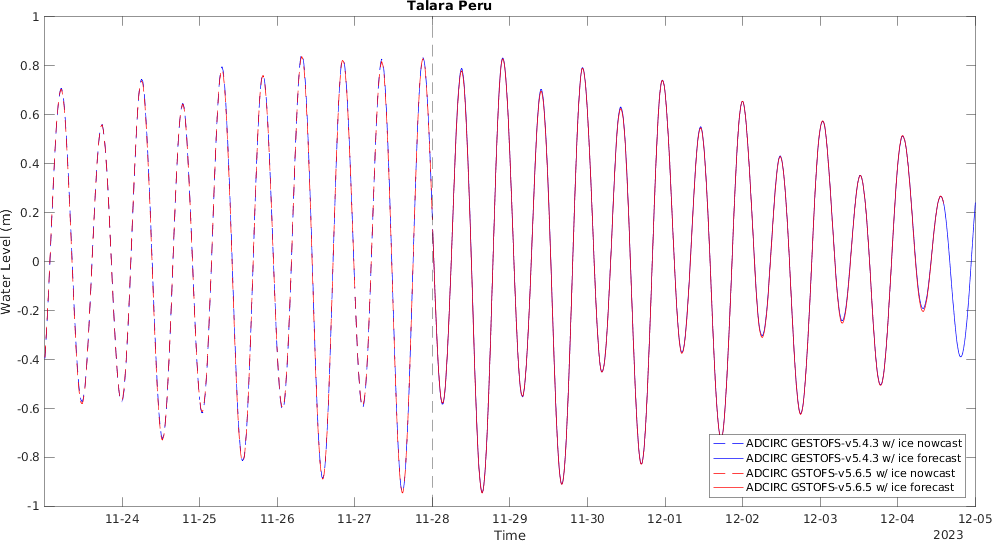 Talara Peru
Water Level (m)
1
0.8
0.6
0.4
0.2
0
-0.2
-0.4
-0.6
-0.8
-1
ADCIRC GESTOFS-v5.4.3 w/ ice nowcast
ADCIRC GESTOFS-v5.4.3 w/ ice forecast
ADCIRC GSTOFS-v5.6.5 w/ ice nowcast
ADCIRC GSTOFS-v5.6.5 w/ ice forecast
11-24 11-25 11-26 11-27 11-28 11-29 11-30 12-01 12-02 12-03 12-04 12-05
Time
2023